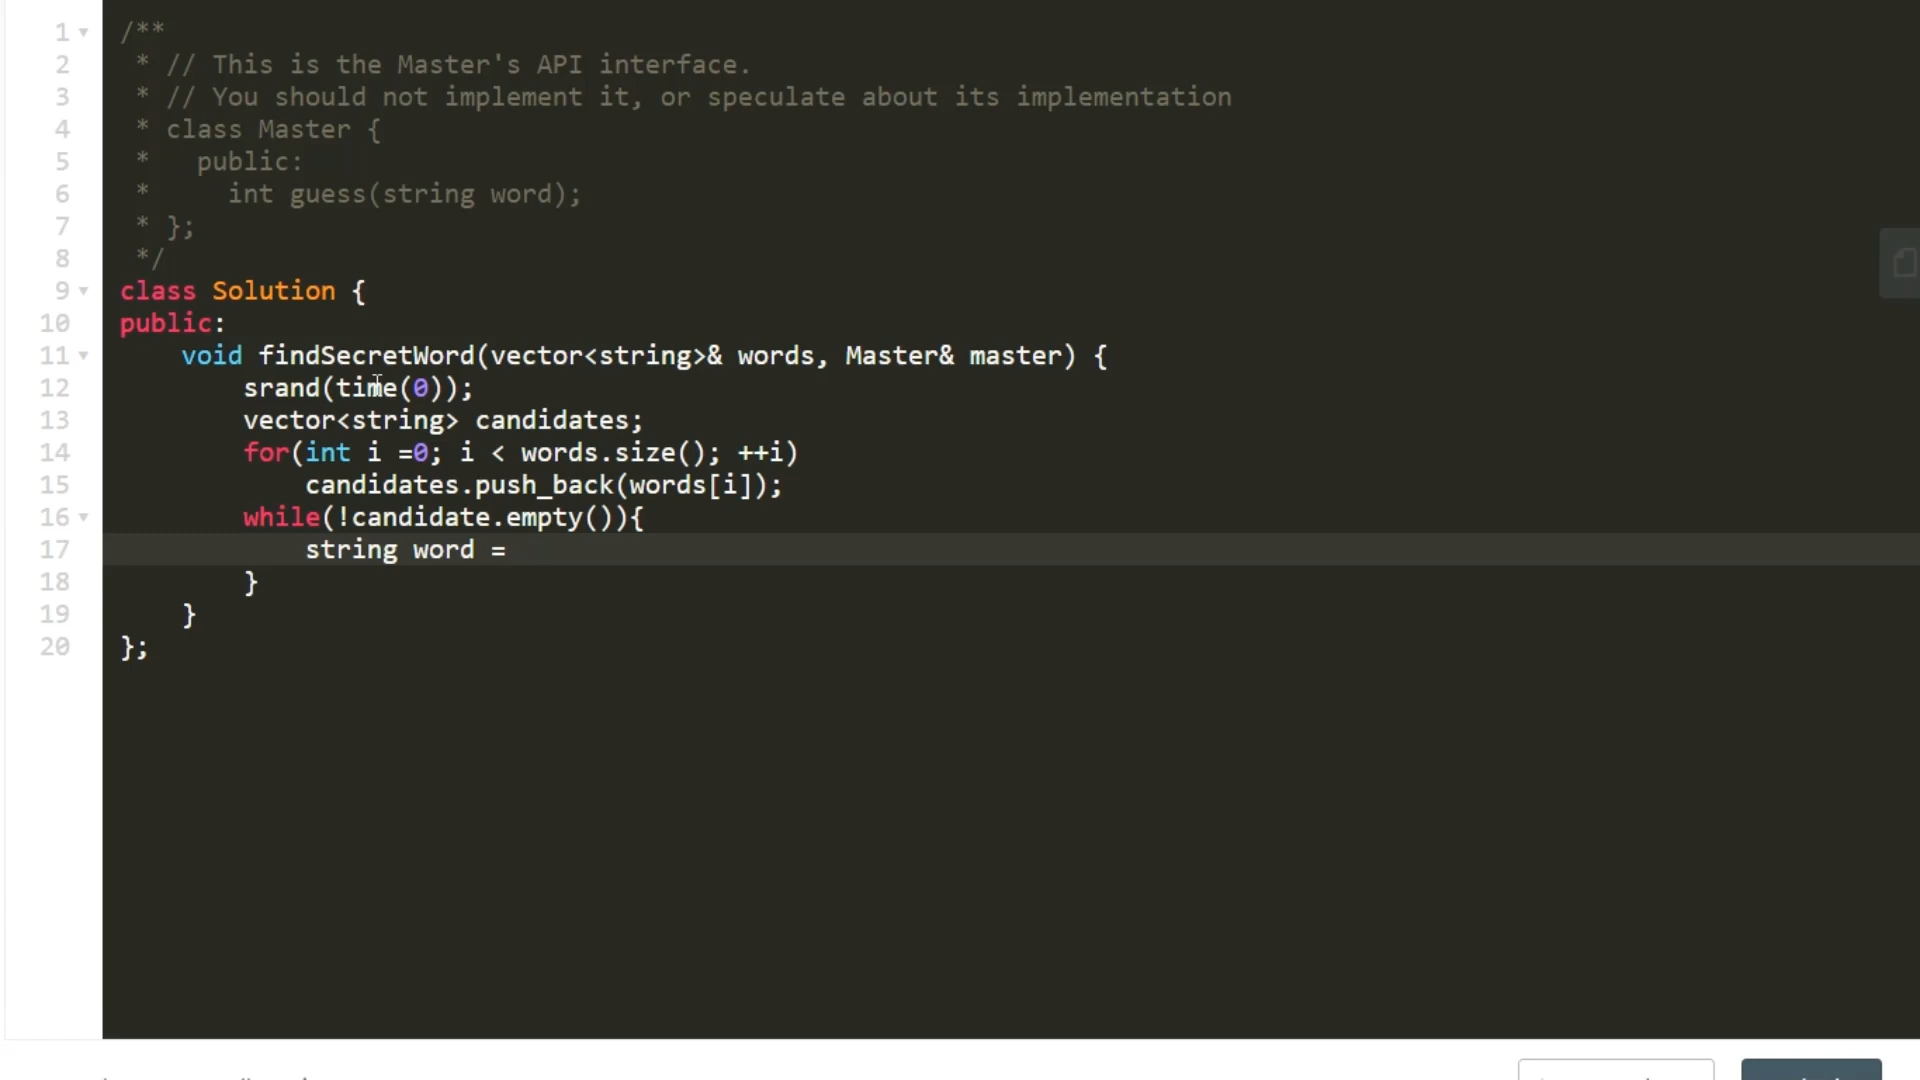 1 /**
2 * // This is the Master's API interface.
3 * // You should not implement it, or speculate about its implementation
4 * class Master {
5 *   public:
6 *     int guess(string word);
7 * };
8 */
9 class Solution {
10 public:
11     void findSecretWord(vector<string>& words, Master& master) {
12         srand(time(0));
13         vector<string> candidates;
14         for(int i =0; i < words.size(); ++i)
15             candidates.push_back(words[i]);
16         while(!candidate.empty()){
17             string word =
18         }
19     }
20 };